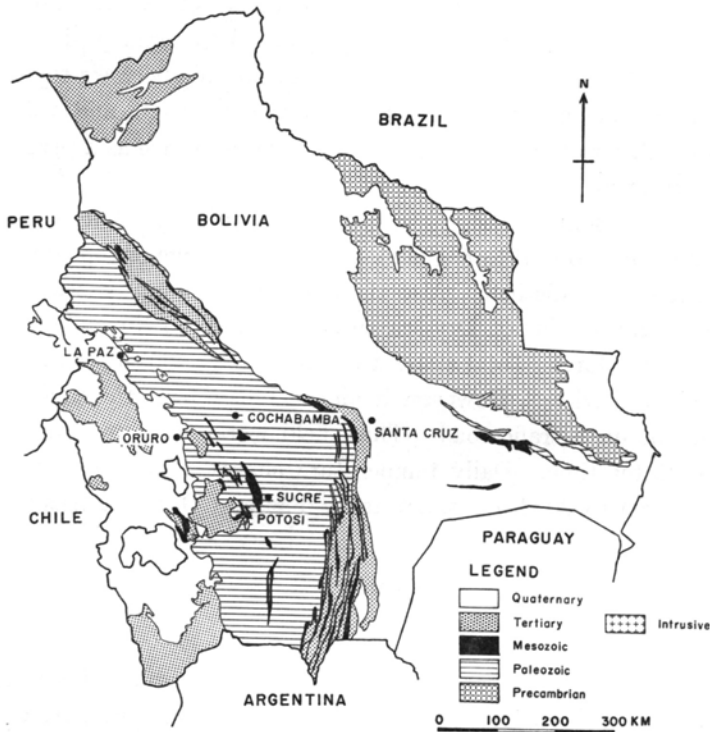 N
BRAZIL
PERU
BOLIVIA
LA PAZ
COCHABAMBA
SANTA CRUZ
ORURO
SUCRE
CHILE
POTOSI
PARAGUAY
LEGEND
Quaternary
Tertiary
Intrusive
Mesozoic
Paleozoic
Precambrian
ARGENTINA
0 100 200 300 KM